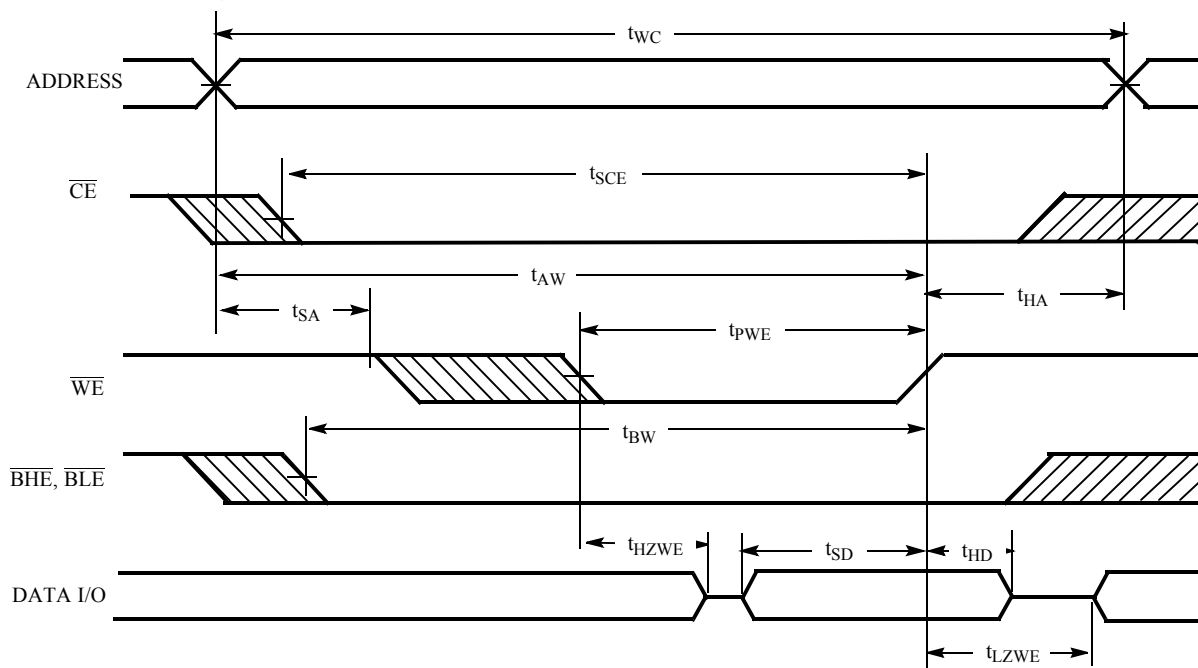 tWC
ADDRESS
tSCE
CE
tAW
tHA
tSA
tPWE
WE
tBW
BHE, BLE
tHZWE
tSD
tHD
DATA I/O
tLZWE